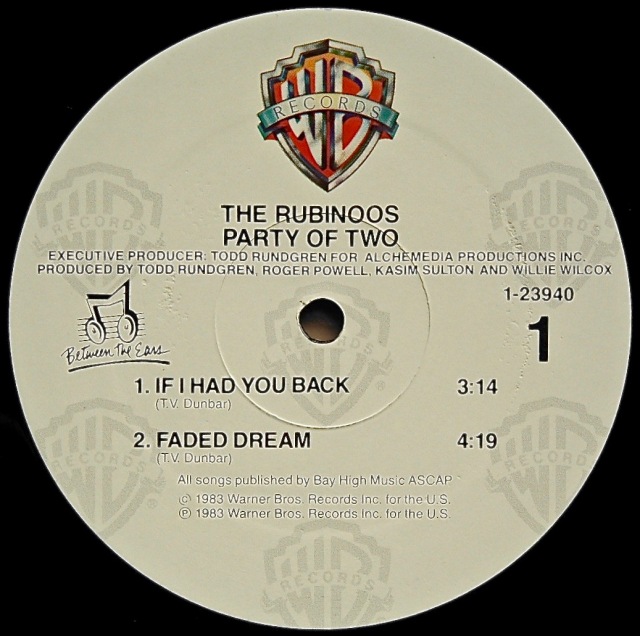 RECORDS
THE RUBINOOS
PARTY OF TWO
EXECUTIVE PRODUCER: TODD RUNDGREN FOR ALCHEMEDIA PRODUCTIONS INC.
PRODUCED BY TODD RUNDGREN, ROGER POWELL, KASIM SULTON AND WILLIE WILCOX
1-23940
1
Between The Ears
1. IF I HAD YOU BACK 3:14
(T.V. Dunbar)
2. FADED DREAM 4:19
(T.V. Dunbar)
All songs published by Bay High Music ASCAP
© 1983 Warner Bros. Records Inc. for the U.S.
℗ 1983 Warner Bros. Records Inc. for the U.S.